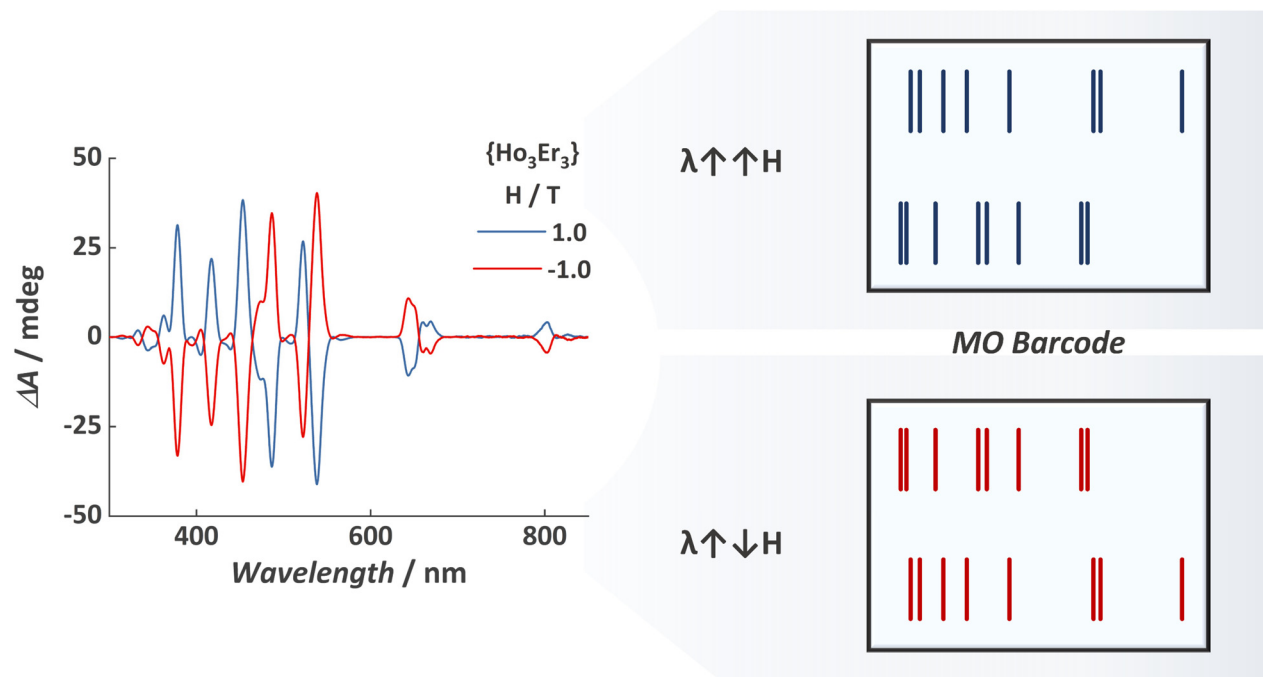 50
25
0
-25
-50
ΔA / mdeg
400
600
800
Wavelength / nm
{Ho₃Er₃}
H / T
1.0
-1.0
λ↑↑H
MO Barcode
λ↑↓H